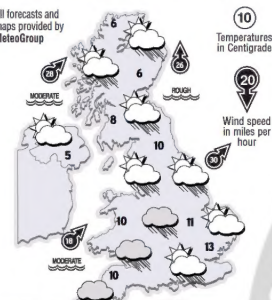 ll forecasts and
maps provided by
MeteoGroup
10
Temperatures
in Centigrade
20
Wind speed
in miles per
hour
6
28
6
26
MODERATE
ROUGH
8
10
5
30
10
11
18
13
MODERATE
10